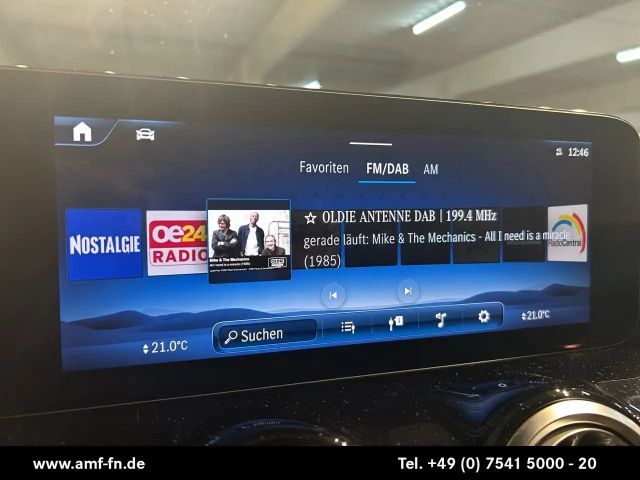 12:46
Favoriten FM/DAB AM
NOSTALGIE
oe24
RADIO
Mike & The Mechanics
☆ OLDIE ANTENNE DAB | 199.4 MHz
gerade läuft: Mike & The Mechanics - All I need is a miracle
(1985)
RadioCentral
21.0°C
Suchen
21.0°C
www.amf-fn.de
Tel. +49 (0) 7541 5000 - 20